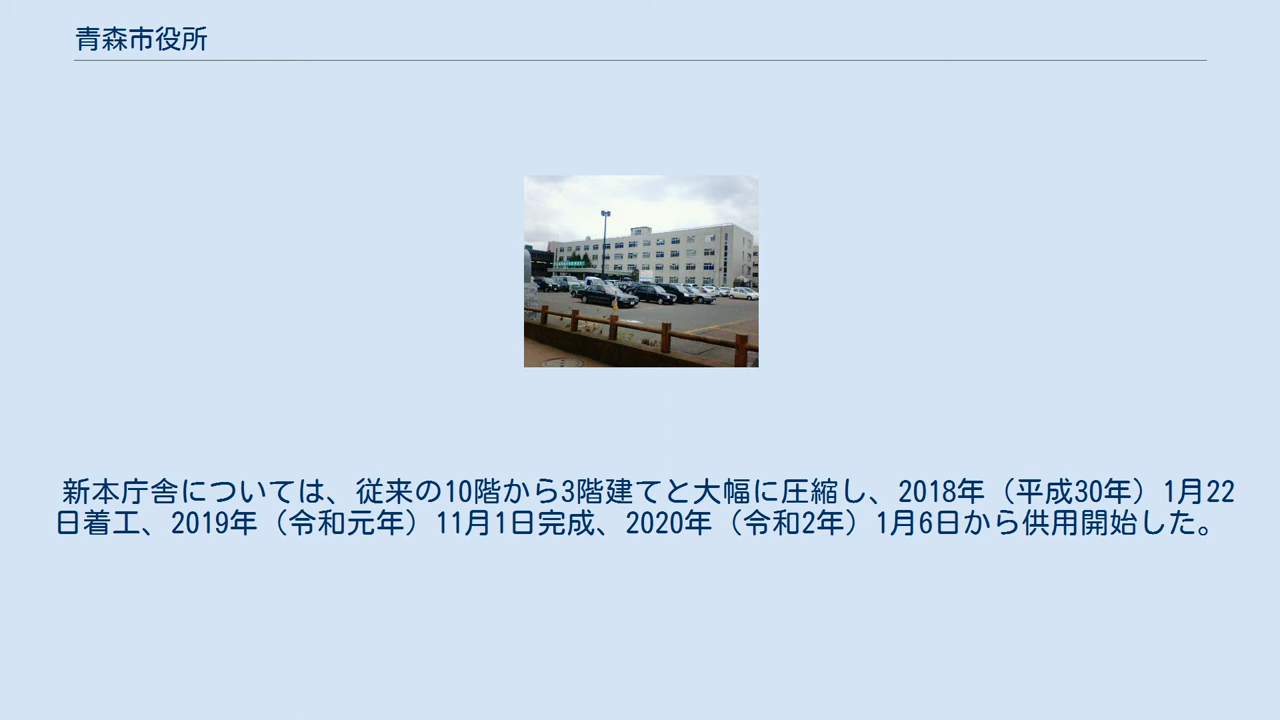 青森市役所
新本庁舎については、従来の10階から3階建てと大幅に圧縮し、2018年（平成30年）1月22
日着工、2019年（令和元年）11月1日完成、2020年（令和2年）1月6日から供用開始した。